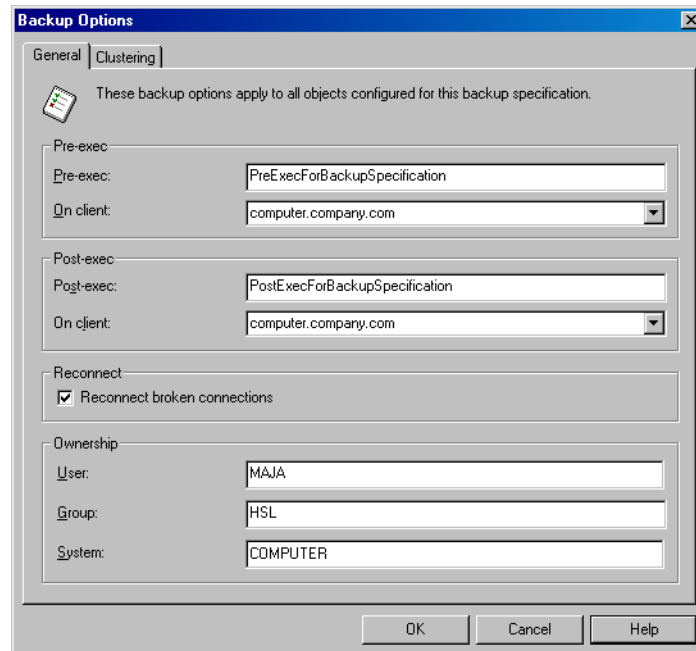 Backup Options
General Clustering
These backup options apply to all objects configured for this backup specification.
Pre-exec
Pre-exec: PreExecForBackupSpecification
On client: computer.company.com
Post-exec
Post-exec: PostExecForBackupSpecification
On client: computer.company.com
Reconnect
Reconnect broken connections
Ownership
User: MAJA
Group: HSL
System: COMPUTER
OK Cancel Help